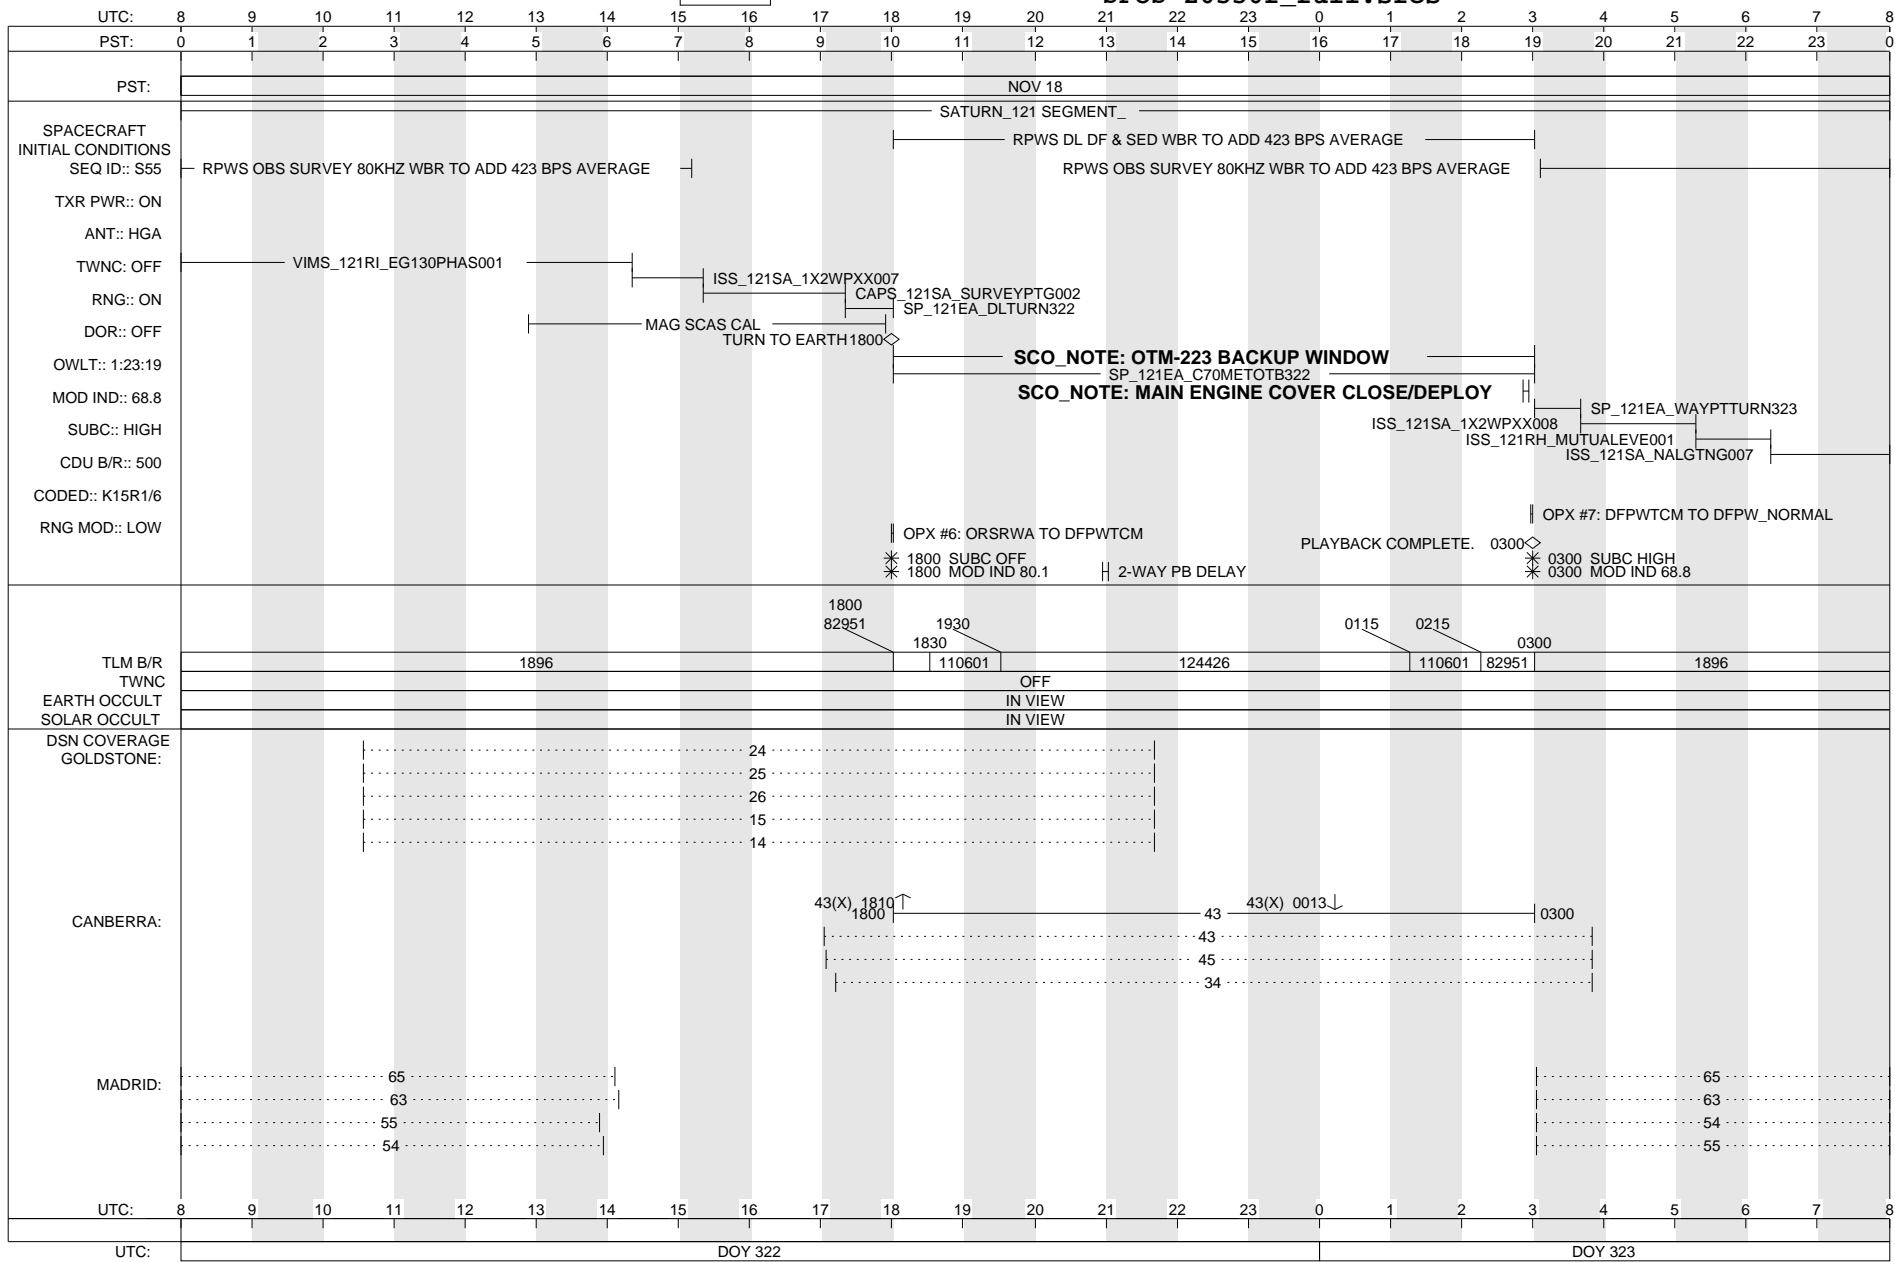 UTC: 8 9 10 11 12 13 14 15 16 17 18 19 20 21 22 23 0 1 2 3 4 5 6 7 8
PST: 0 1 2 3 4 5 6 7 8 9 10 11 12 13 14 15 16 17 18 19 20 21 22 23 0
PST: NOV 18
SATURN_121 SEGMENT_
SPACECRAFT
INITIAL CONDITIONS
RPWS DL DF & SED WBR TO ADD 423 BPS AVERAGE
SEQ ID:: S55 RPWS OBS SURVEY 80KHZ WBR TO ADD 423 BPS AVERAGE RPWS OBS SURVEY 80KHZ WBR TO ADD 423 BPS AVERAGE
TXR PWR:: ON
ANT:: HGA
TWNC: OFF VIMS_121RI_EG130PHAS001
ISS_121SA_1X2WPXX007
RNG:: ON CAPS_121SA_SURVEYPTG002
SP_121EA_DLTURN322
DOR:: OFF MAG SCAS CAL
TURN TO EARTH 1800
OWLT:: 1:23:19 SCO_NOTE: OTM-223 BACKUP WINDOW
SP_121EA_C70METOTB322
MOD IND:: 68.8 SCO_NOTE: MAIN ENGINE COVER CLOSE/DEPLOY
SP_121EA_WAYPTTURN323
SUBC:: HIGH ISS_121SA_1X2WPXX008
ISS_121RH_MUTUALEVE001
CDU B/R:: 500 ISS_121SA_NALGTNG007
CODED:: K15R1/6
OPX #7: DFPWTCM TO DFPW_NORMAL
RNG MOD:: LOW OPX #6: ORSRWA TO DFPWTCM
PLAYBACK COMPLETE. 0300
1800 SUBC OFF 0300 SUBC HIGH
1800 MOD IND 80.1 2-WAY PB DELAY 0300 MOD IND 68.8
1800
82951 1930 0115 0215
1830 0300
TLM B/R 1896 110601 124426 110601 82951 1896
TWNC OFF
EARTH OCCULT IN VIEW
SOLAR OCCULT IN VIEW
DSN COVERAGE
GOLDSTONE: 24
25
26
15
14
43(X) 1810 43(X) 0013
CANBERRA: 1800 43 0300
43
45
34
MADRID: 65 65
63 63
55 54
54 55
UTC: 8 9 10 11 12 13 14 15 16 17 18 19 20 21 22 23 0 1 2 3 4 5 6 7 8
UTC: DOY 322 DOY 323